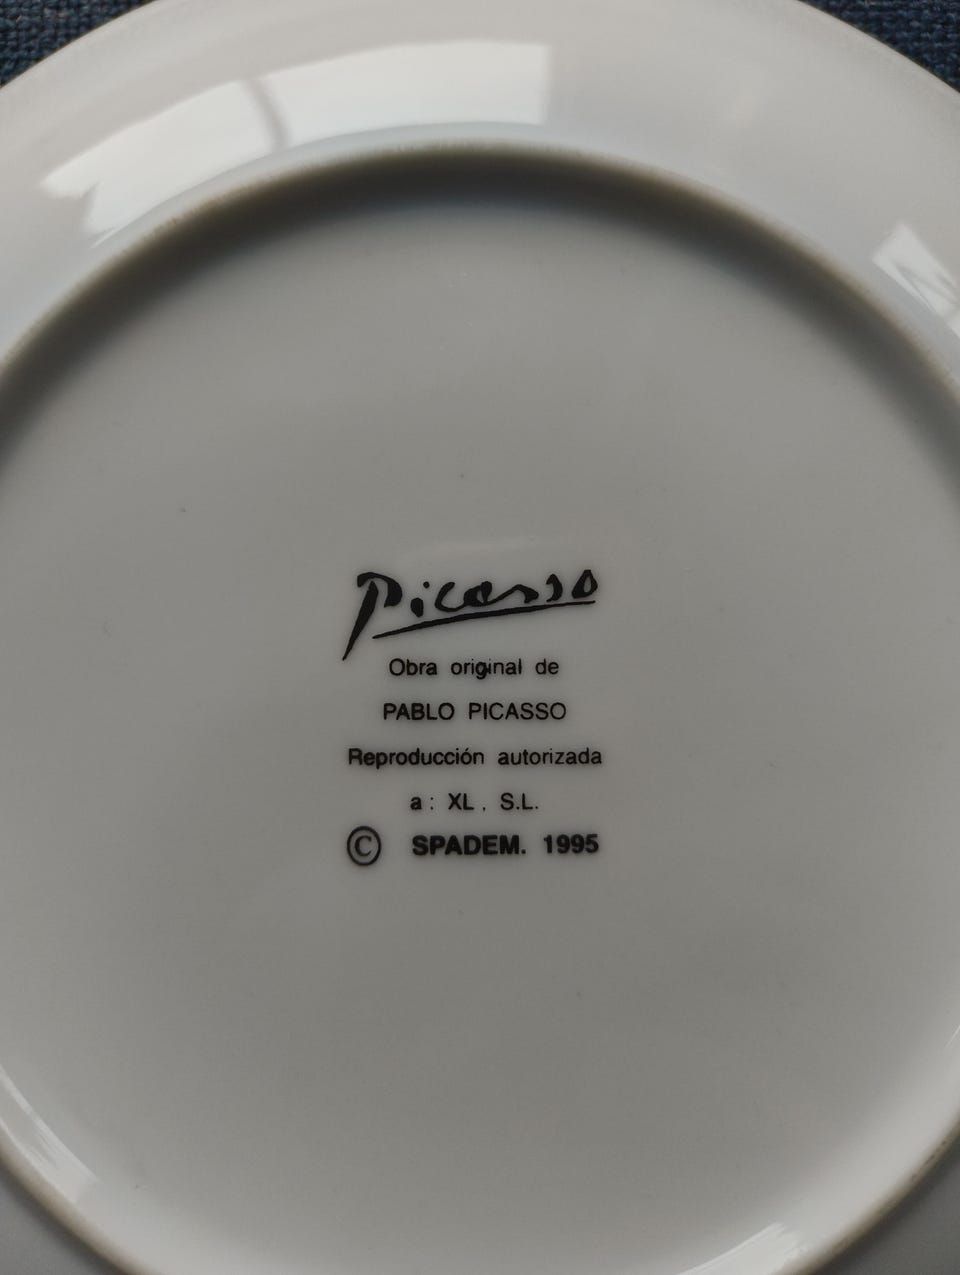 Picasso
Obra original de
PABLO PICASSO
Reproducción autorizada
a: XL. S.L.
© SPADEM. 1995